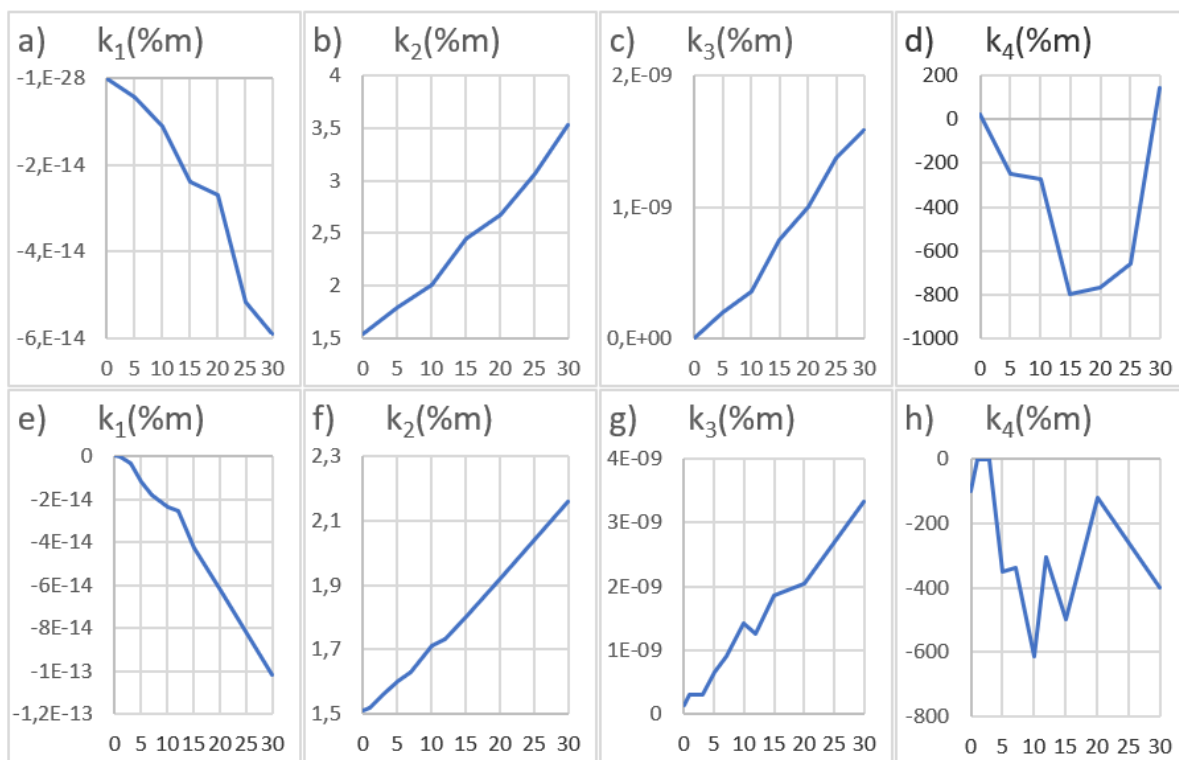 a) k₁(%m)
-1,E-28
-2,E-14
-4,E-14
-6,E-14
0 5 10 15 20 25 30
b) k₂(%m)
4
3,5
3
2,5
2
1,5
0 5 10 15 20 25 30
c) k₃(%m)
2,E-09
1,E-09
0,E+00
0 5 10 15 20 25 30
d) k₄(%m)
200
0
-200
-400
-600
-800
-1000
0 5 10 15 20 25 30
e) k₁(%m)
0
-2E-14
-4E-14
-6E-14
-8E-14
-1E-13
-1,2E-13
0 5 10 15 20 25 30
f) k₂(%m)
2,3
2,1
1,9
1,7
1,5
0 5 10 15 20 25 30
g) k₃(%m)
4E-09
3E-09
2E-09
1E-09
0
0 5 10 15 20 25 30
h) k₄(%m)
0
-200
-400
-600
-800
0 5 10 15 20 25 30